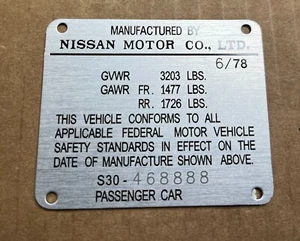 MANUFACTURED BY
NISSAN MOTOR CO., LTD.
6/78
GVWR 3203 LBS.
GAWR FR. 1477 LBS.
RR. 1726 LBS.
THIS VEHICLE CONFORMS TO ALL
APPLICABLE FEDERAL MOTOR VEHICLE
SAFETY STANDARDS IN EFFECT ON THE
DATE OF MANUFACTURE SHOWN ABOVE.
S30-468888
PASSENGER CAR